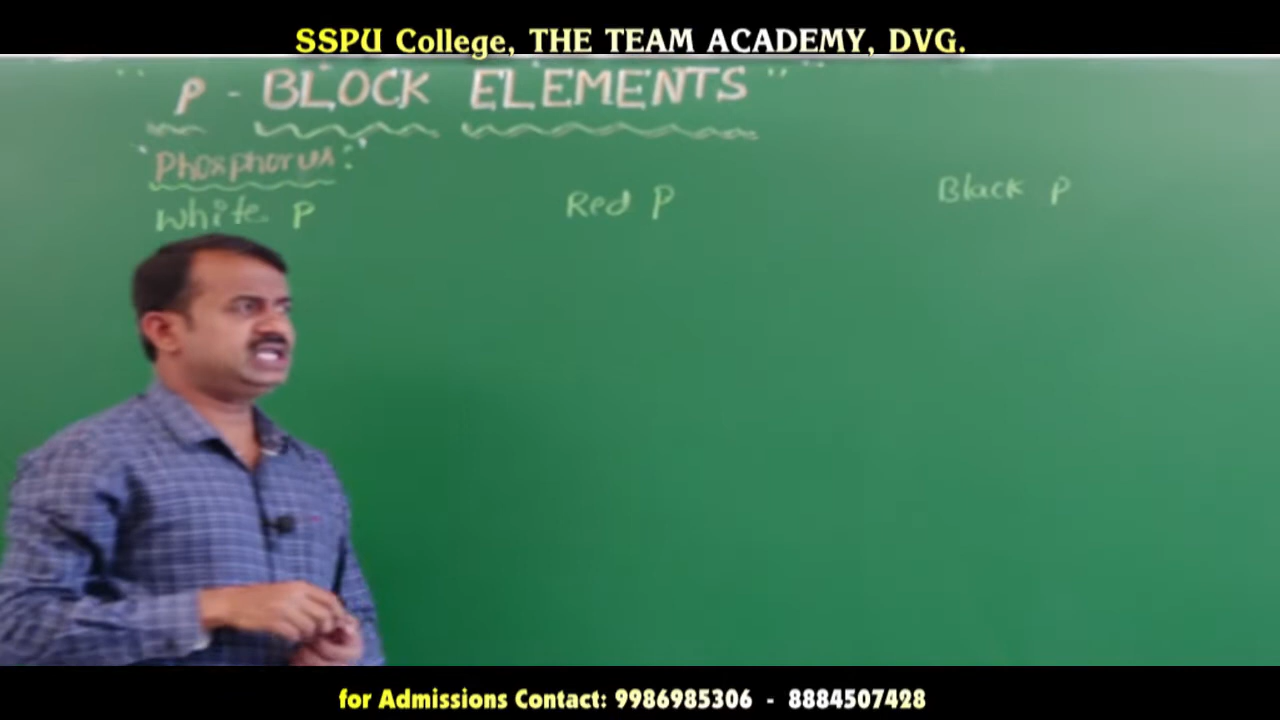 SSPU College, THE TEAM ACADEMY, DVG.
" P - BLOCK ELEMENTS "
"Phosphorus:"
White P
Red P
Black P
for Admissions Contact: 9986985306 - 8884507428